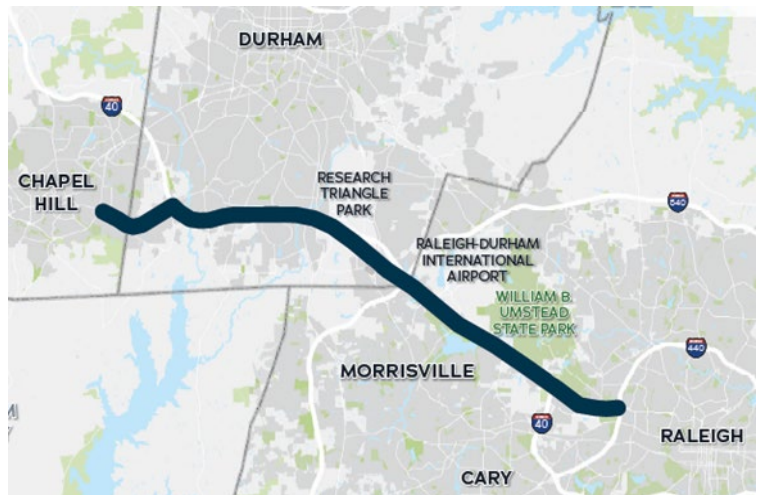 DURHAM
40
CHAPEL
HILL
RESEARCH
TRIANGLE
PARK
540
RALEIGH-DURHAM
INTERNATIONAL
AIRPORT
WILLIAM B.
UMSTEAD
STATE PARK
440
MORRISVILLE
40
RALEIGH
CARY